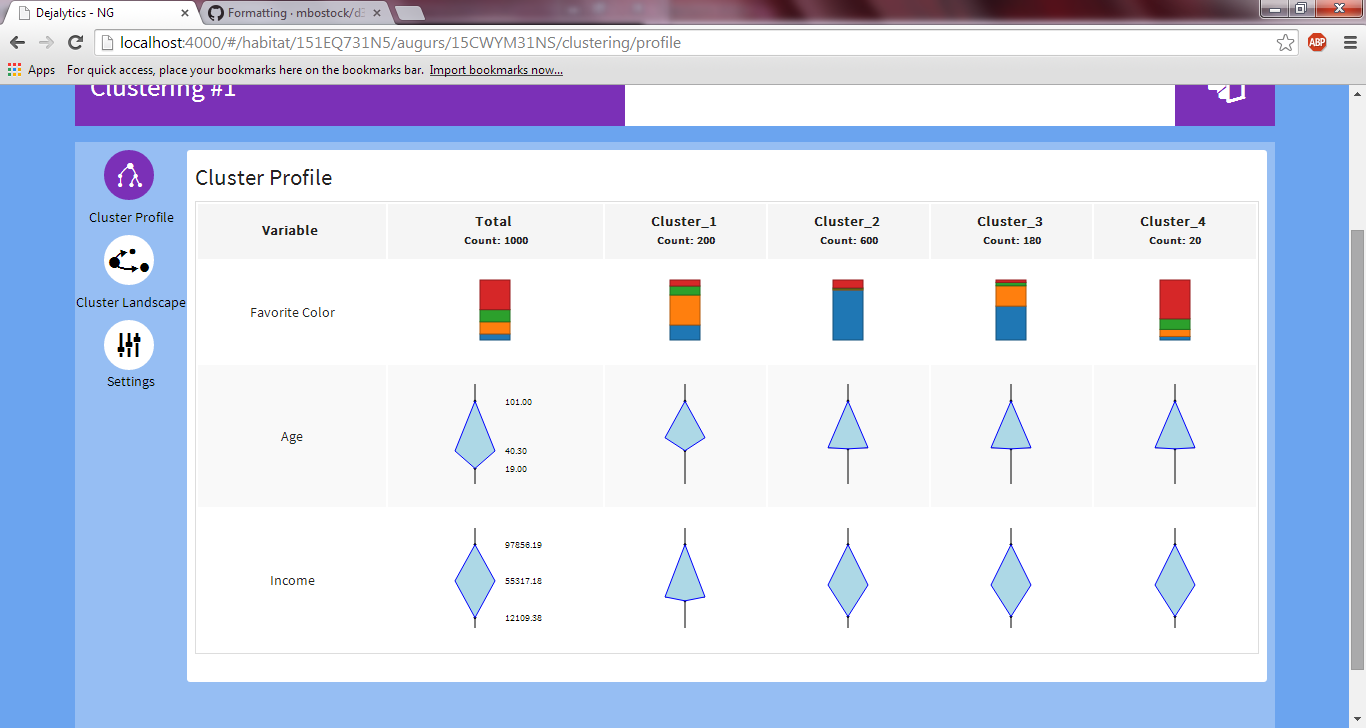 Dejalytics - NG
Formatting · mbostock/d3
localhost:4000/#/habitat/151EQ731N5/augurs/15CWYM31NS/clustering/profile
ABP
Apps For quick access, place your bookmarks here on the bookmarks bar. Import bookmarks now...
Clustering #1
Cluster Profile
Cluster Landscape
Settings
Cluster Profile
Variable
Total
Count: 1000
Cluster_1
Count: 200
Cluster_2
Count: 600
Cluster_3
Count: 180
Cluster_4
Count: 20
Favorite Color
Age
101.00
40.30
19.00
Income
97856.19
55317.18
12109.38